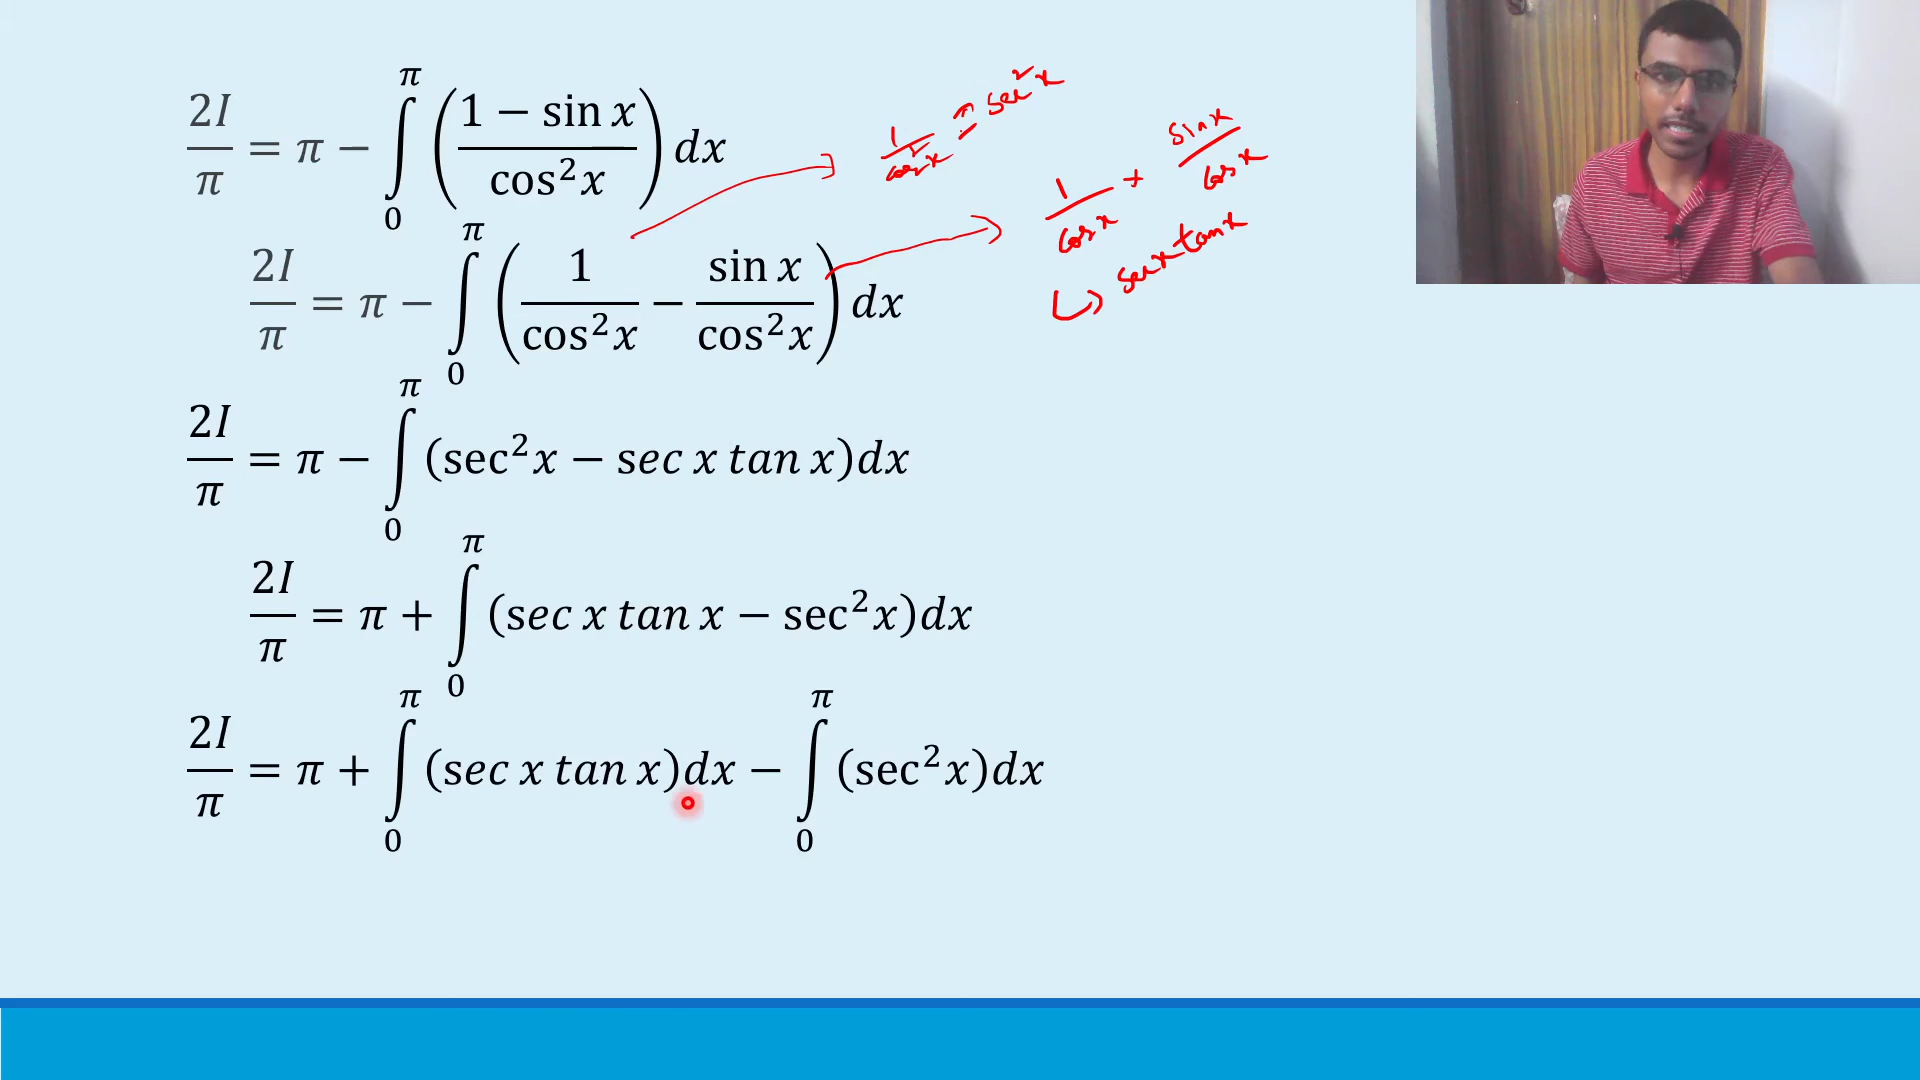 2I/π = π − ∫₀^π ((1 − sin x)/(cos²x)) dx
1/cos²x = sec²x
2I/π = π − ∫₀^π (1/(cos²x) − (sin x)/(cos²x)) dx
1/cos x × sin x/cos x
↳ sec x tan x
2I/π = π − ∫₀^π (sec²x − sec x tan x)dx
2I/π = π + ∫₀^π (sec x tan x − sec²x)dx
2I/π = π + ∫₀^π (sec x tan x)dx − ∫₀^π (sec²x)dx